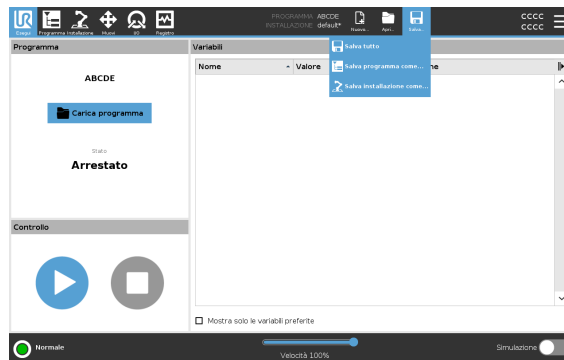 UR
Esegui
Programma
Installazione
Muovi
I/O
Registro
PROGRAMMA ABCDE
INSTALLAZIONE default*
Nuovo...
Apri...
Salva...
cccc
cccc
Programma
Variabili
Salva tutto
Salva programma come...
Salva installazione come...
Nome
Valore
ne
ABCDE
Carica programma
Stato
Arrestato
Controllo
Mostra solo le variabili preferite
Normale
Velocità 100%
Simulazione